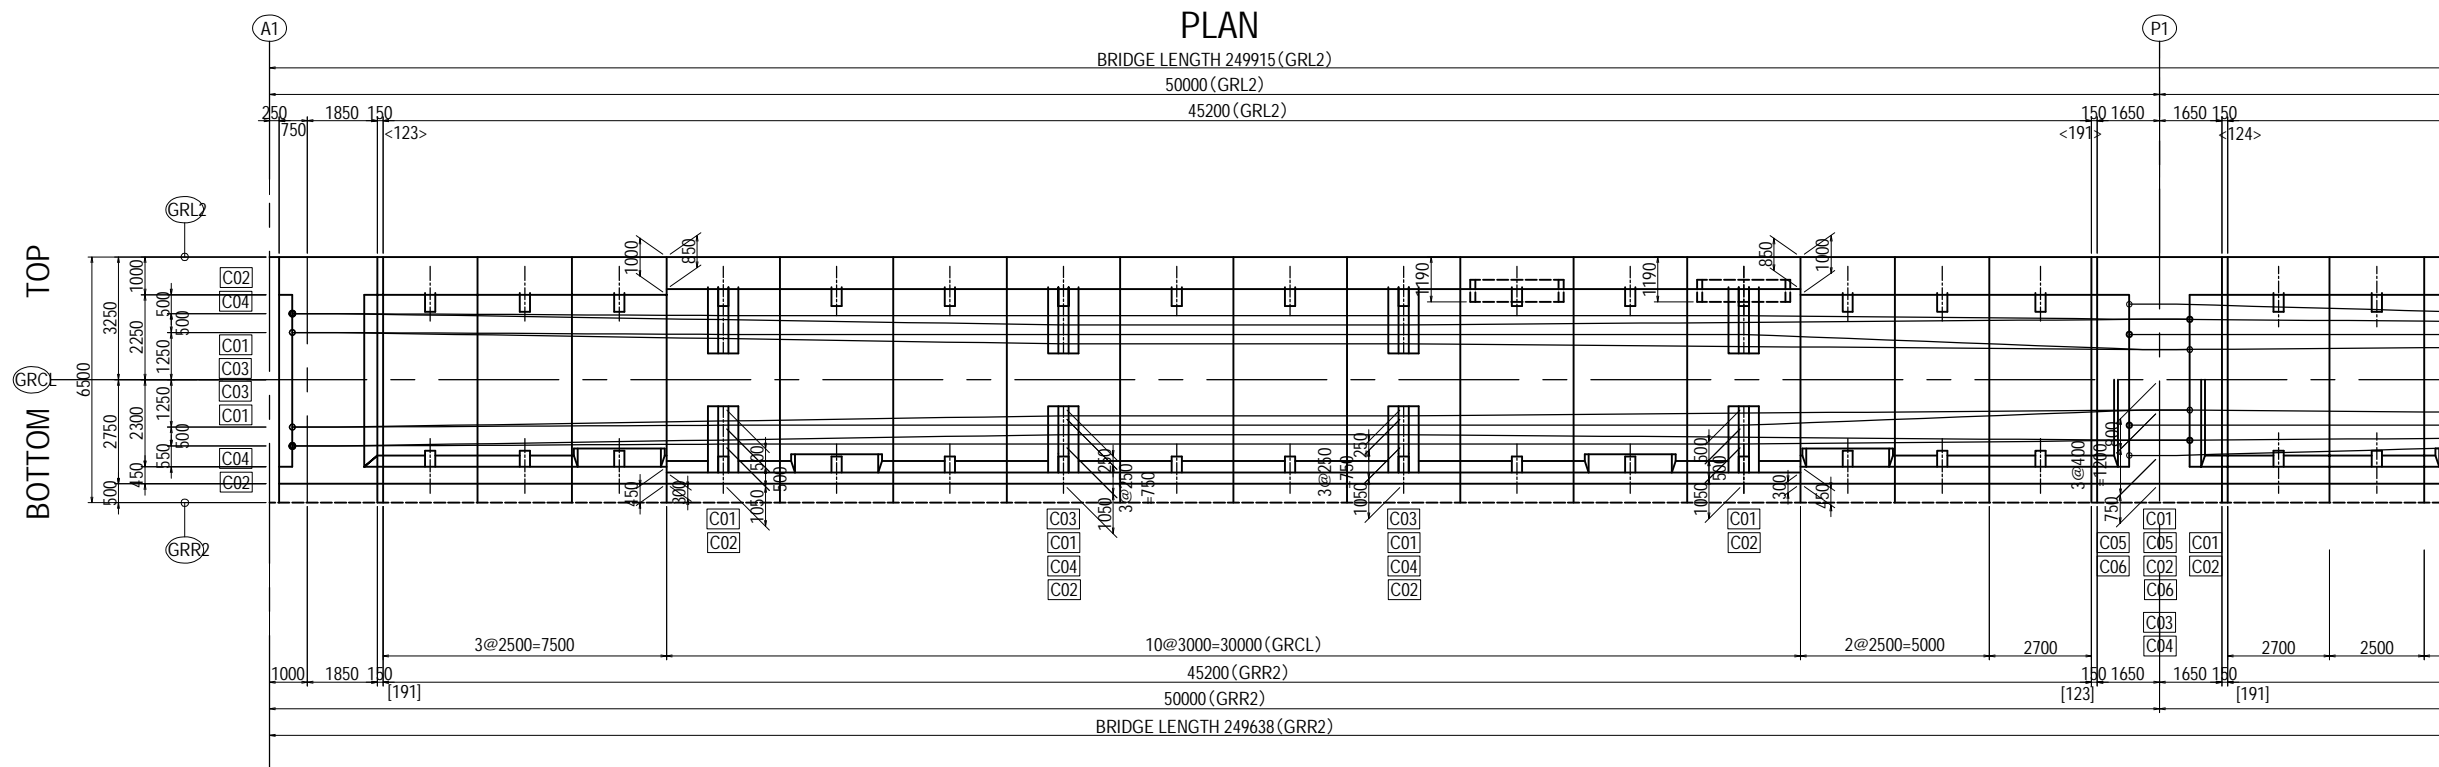 PLAN
A1
P1
BRIDGE LENGTH 249915(GRL2)
50000(GRL2)
250
750
1850
150
<123>
45200(GRL2)
150
1650
1650
150
<191>
<124>
GRL2
TOP
BOTTOM
GRCL
GRR2
6500
3250
2750
500
1000
2250
2300
450
500
500
1250
1250
500
550
C02
C04
C01
C03
C03
C01
C04
C02
1000
850
1190
1190
850
1000
450
300
500
500
1050
250
1050
3@250
=750
3@250
=750
250
1050
500
500
1050
300
450
3@400
=1200
800
750
C01
C02
C03
C01
C04
C02
C03
C01
C04
C02
C01
C02
C05
C06
C01
C05
C02
C06
C03
C04
C01
C02
3@2500=7500
10@3000=30000(GRCL)
2@2500=5000
2700
2700
2500
1000
1850
150
45200(GRR2)
150
1650
1650
150
[191]
[123]
[191]
50000(GRR2)
BRIDGE LENGTH 249638(GRR2)